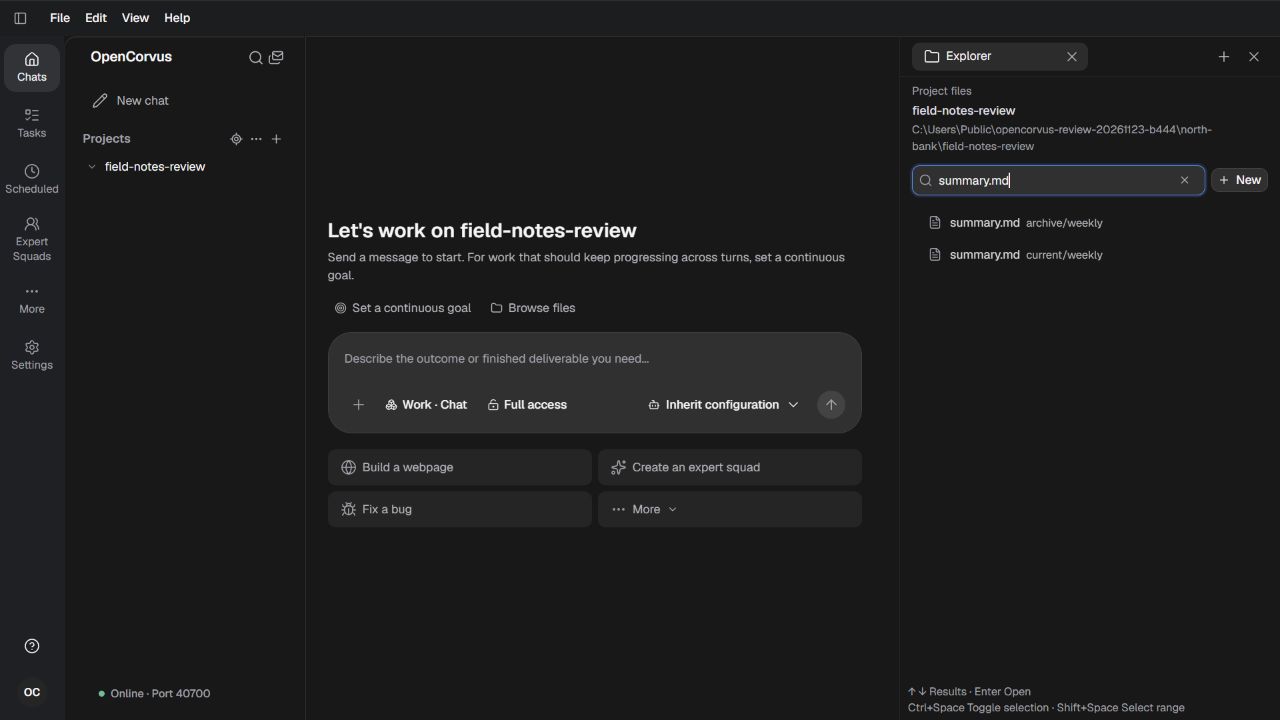 File Edit View Help
Chats
Tasks
Scheduled
Expert
Squads
More
Settings
OC
OpenCorvus
New chat
Projects
field-notes-review
Online · Port 40700
Let's work on field-notes-review
Send a message to start. For work that should keep progressing across turns, set a continuous
goal.
Set a continuous goal Browse files
Describe the outcome or finished deliverable you need...
Work · Chat Full access Inherit configuration
Build a webpage Create an expert squad
Fix a bug More
Explorer
Project files
field-notes-review
C:\Users\Public\opencorvus-review-20261123-b444\north-
bank\field-notes-review
summary.md New
summary.md archive/weekly
summary.md current/weekly
↑ ↓ Results · Enter Open
Ctrl+Space Toggle selection · Shift+Space Select range